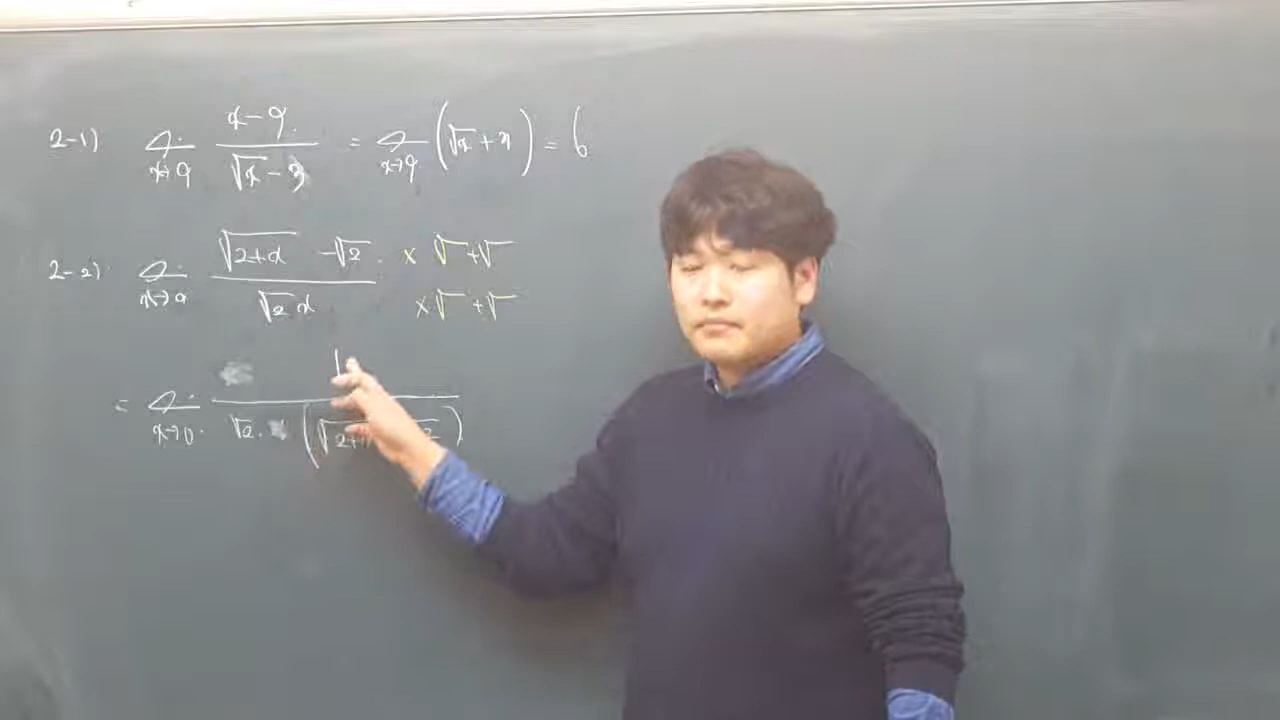 2-1) lim x→9 x-9 / √x-3 = lim x→9 (√x+3) = 6
2-2) lim x→0 √2+x -√2 / √2 x × √ +√ × √ +√
= lim x→0 1 / √2 · (√2+